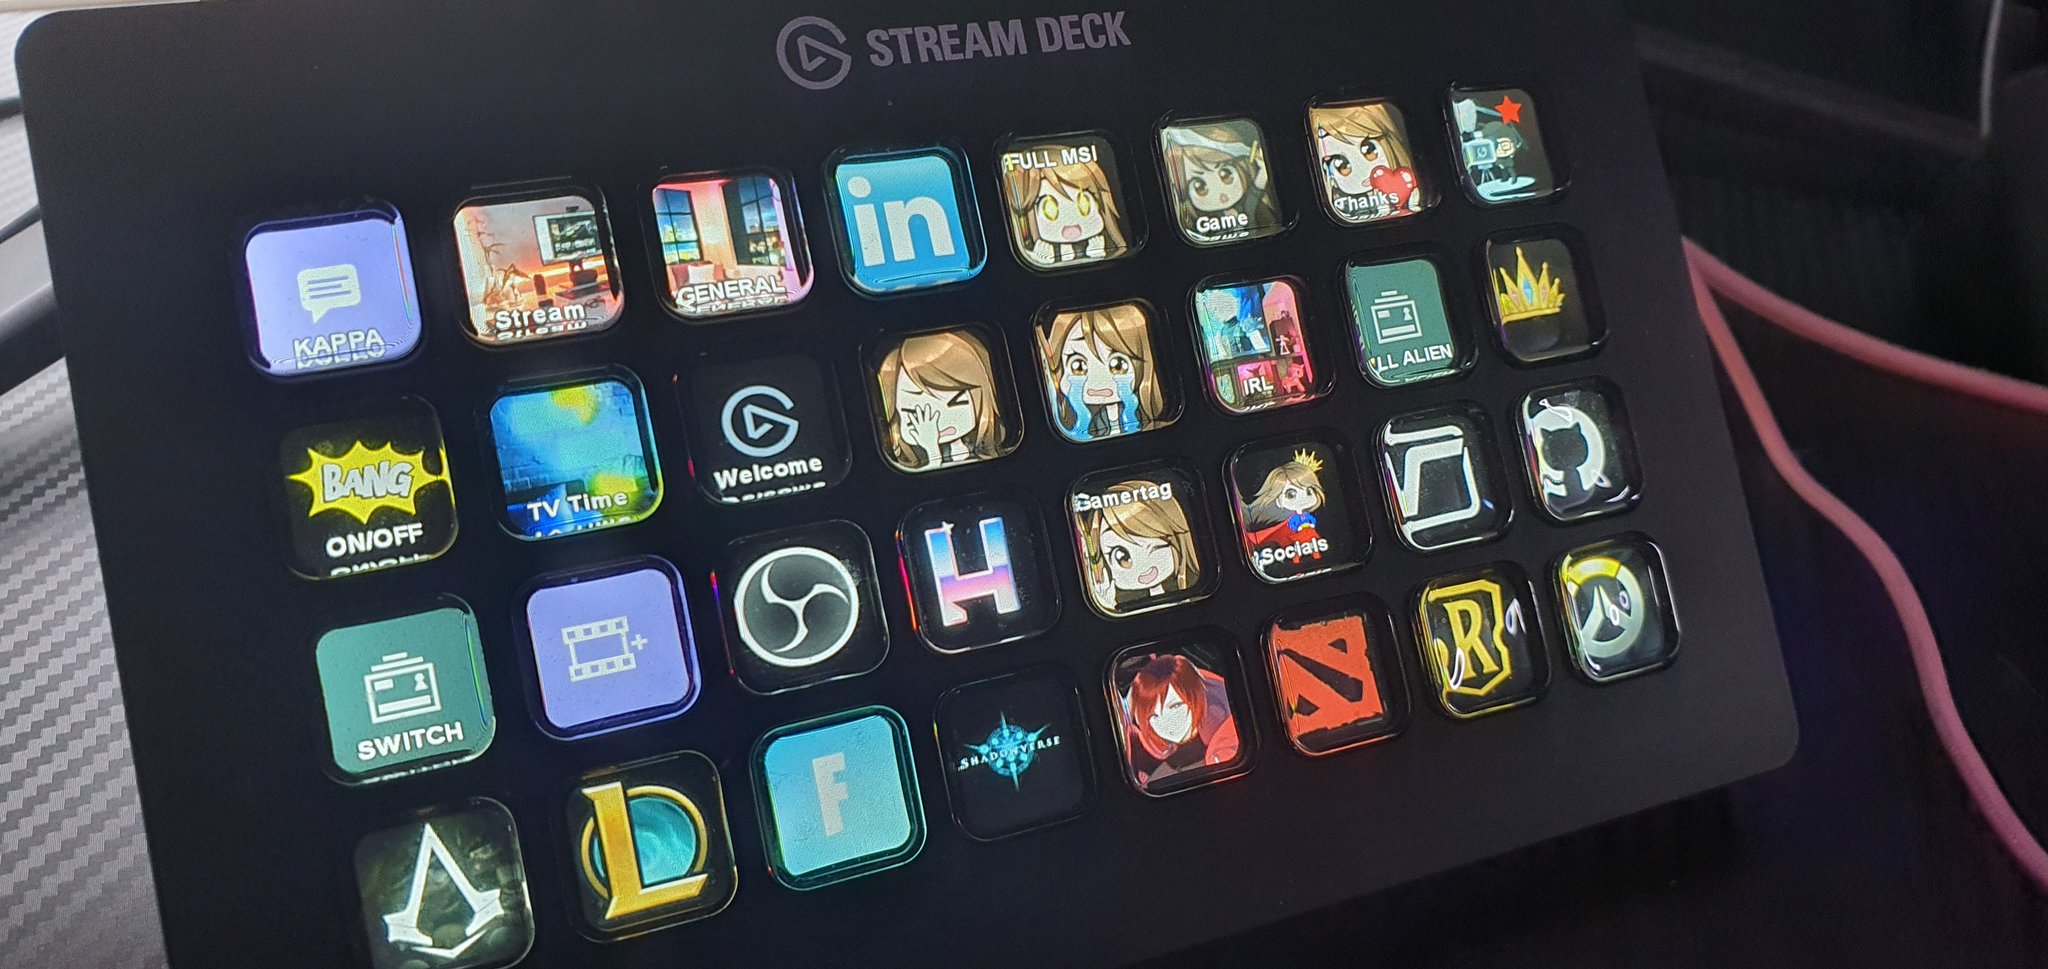 STREAM DECK
KAPPA
Stream
GENERAL
in
FULL MSI
Game
Thanks
BANG
ON/OFF
TV Time
Welcome
IRL
LL ALIEN
SWITCH
H
Gamertag
Socials
L
F
SHADOWVERSE
R